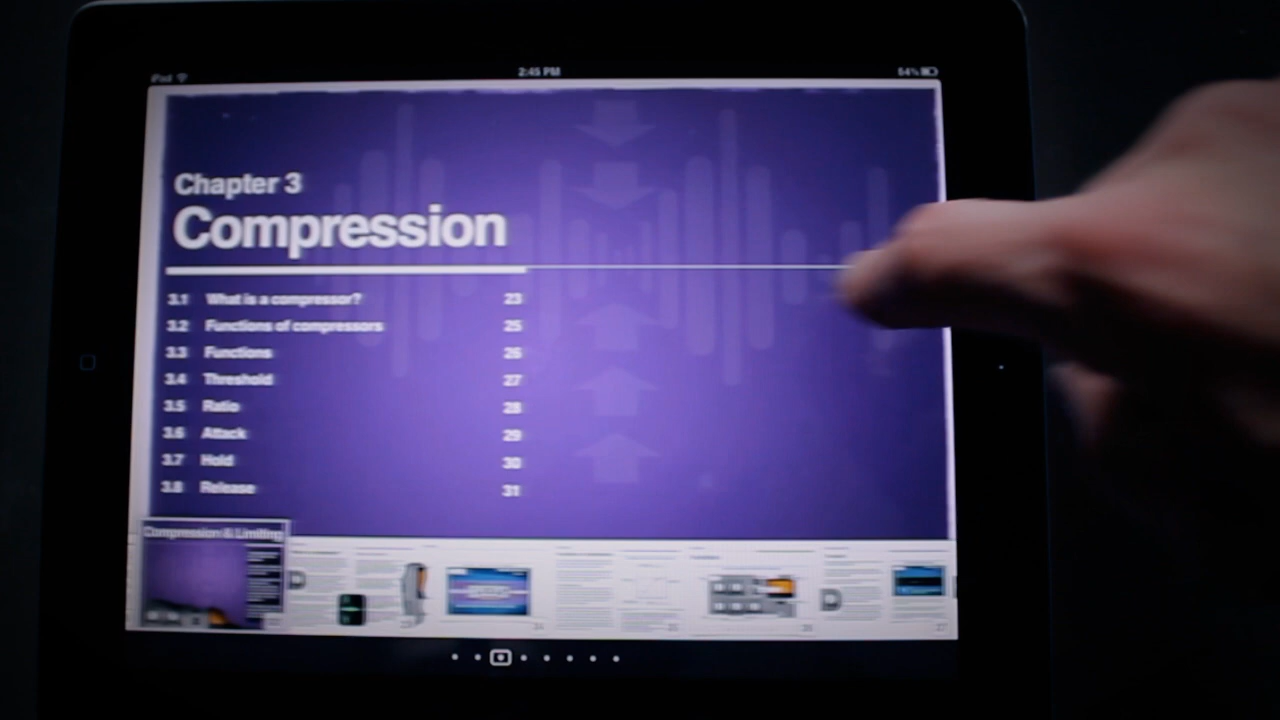 iPad
2:45 PM
64%
Chapter 3
Compression
3.1 What is a compressor? 23
3.2 Functions of compressors 25
3.3 Functions 26
3.4 Threshold 27
3.5 Ratio 28
3.6 Attack 29
3.7 Hold 30
3.8 Release 31
Compression & Limiting